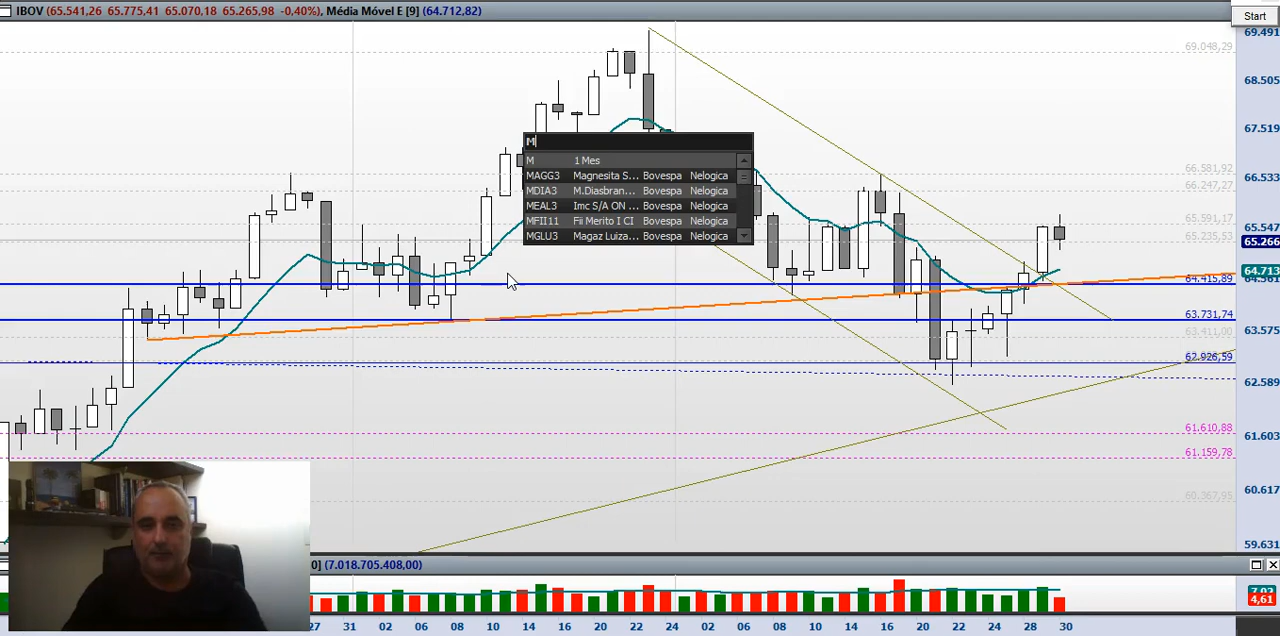 IBOV (65.541,26 65.775,41 65.070,18 65.265,98 -0,40%), Média Móvel E [9] (64.712,82)
Start
69.491
69.048,29
68.505
67.519
M
M 1 Mes
MAGG3 Magnesita S... Bovespa Nelogica
MDIA3 M.Diasbran... Bovespa Nelogica
MEAL3 Imc S/A ON ... Bovespa Nelogica
MFII11 Fii Merito I CI Bovespa Nelogica
MGLU3 Magaz Luiza... Bovespa Nelogica
66.581,92
66.533
66.247,27
65.591,17
65.547
65.235,53
65.266
64.713
64.415,89
63.731,74
63.411,00
63.575
62.926,59
62.589
61.610,88
61.603
61.159,78
60.367,95
60.617
59.631
0] (7.018.705.408,00)
4,61
27 31 02 06 08 10 14 16 20 22 24 02 06 08 10 14 16 20 22 24 28 30